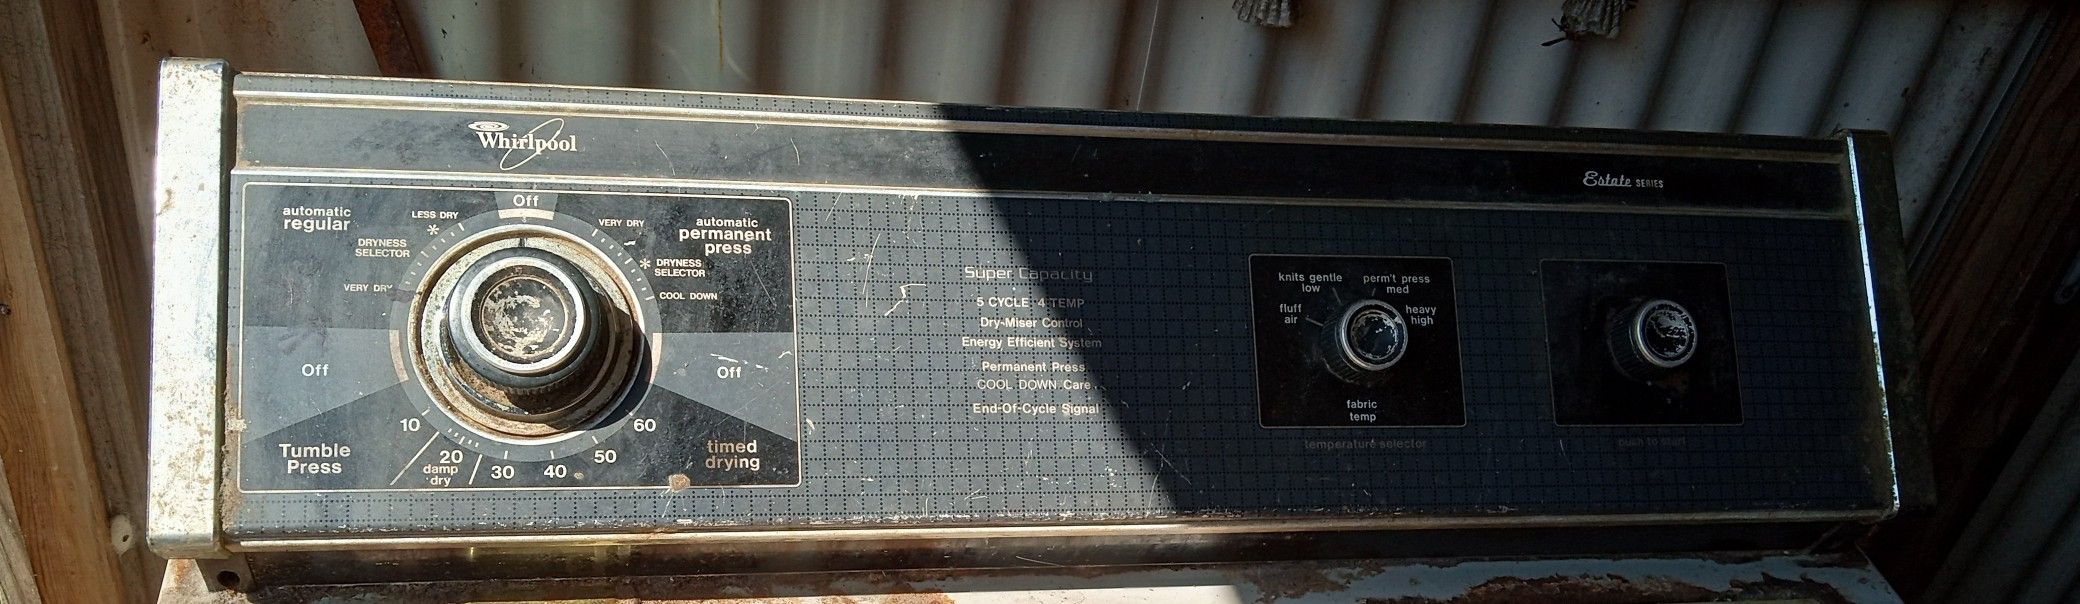 Whirlpool
Estate SERIES
automatic
regular
LESS DRY
*
DRYNESS
SELECTOR
VERY DRY
Off
VERY DRY
automatic
permanent
press
* DRYNESS
SELECTOR
COOL DOWN
Off
Off
Tumble
Press
10
20
damp
dry
30
40
50
60
timed
drying
Super Capacity
5 CYCLE 4 TEMP
Dry-Miser Control
Energy Efficient System
Permanent Press
COOL DOWN Care
End-Of-Cycle Signal
knits gentle
low
perm't press
med
fluff
air
heavy
high
fabric
temp
temperature selector
push to start